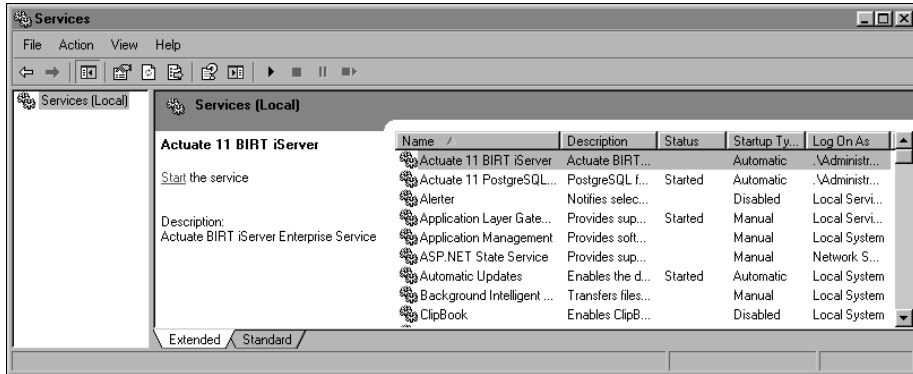 Services
File Action View Help
Services (Local)
Services (Local)
Actuate 11 BIRT iServer
Start the service
Description:
Actuate BIRT iServer Enterprise Service
Name Description Status Startup Ty... Log On As
Actuate 11 BIRT iServer Actuate BIRT... Automatic .\Administr...
Actuate 11 PostgreSQL... PostgreSQL f... Started Automatic .\Administr...
Alerter Notifies selec... Disabled Local Servi...
Application Layer Gate... Provides sup... Started Manual Local Servi...
Application Management Provides soft... Manual Local System
ASP.NET State Service Provides sup... Manual Network S...
Automatic Updates Enables the d... Started Automatic Local System
Background Intelligent ... Transfers files... Manual Local System
ClipBook Enables ClipB... Disabled Local System
Extended Standard